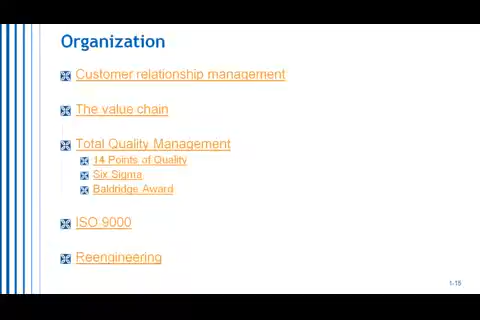 Organization
Customer relationship management
The value chain
Total Quality Management
14 Points of Quality
Six Sigma
Baldridge Award
ISO 9000
Reengineering
1-15